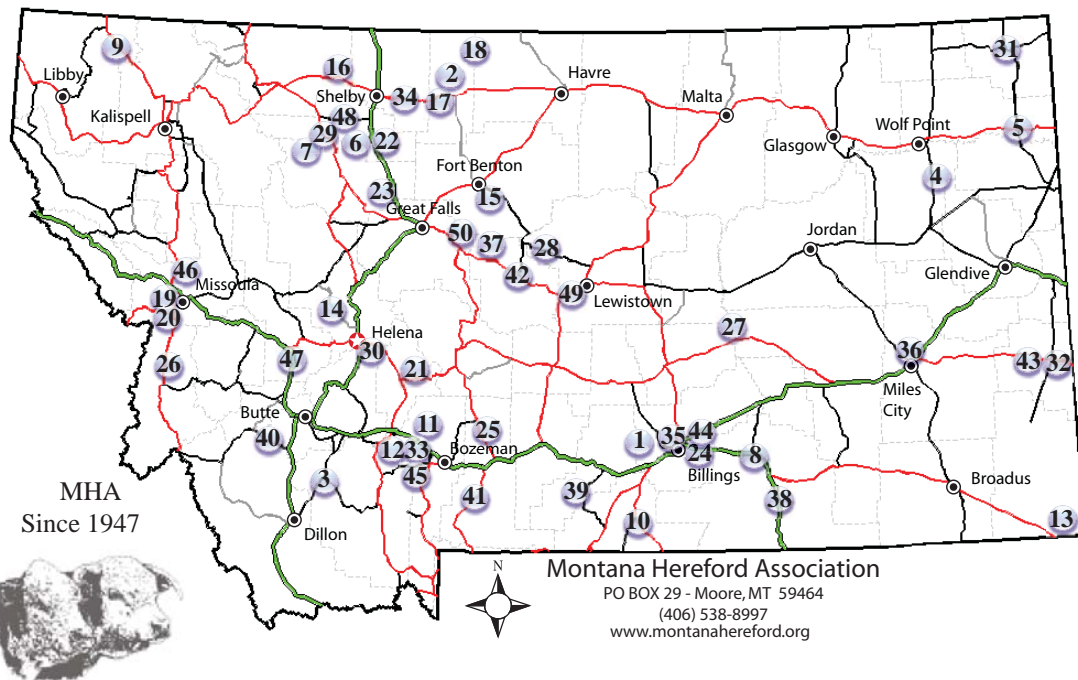 9
18
31
Libby
16
2
Havre
Shelby
34
17
Malta
Kalispell
48
29
7
6
22
Glasgow
Wolf Point
5
Fort Benton
4
23
15
Great Falls
50
37
28
Jordan
46
Missoula
42
Glendive
19
20
14
49
Lewistown
27
Helena
30
47
36
43
32
26
21
Miles
City
Butte
11
25
40
12
33
Bozeman
1
35
44
24
Billings
8
45
3
41
39
38
Broadus
10
13
Dillon
MHA
Since 1947
N
Montana Hereford Association
PO BOX 29 - Moore, MT 59464
(406) 538-8997
www.montanahereford.org